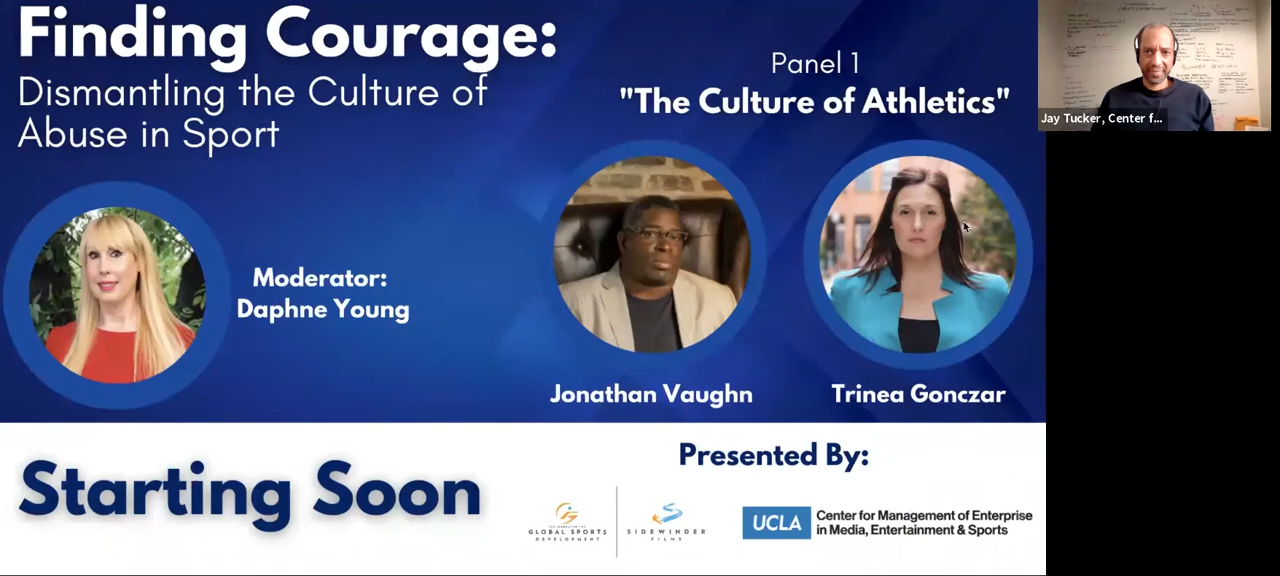 Finding Courage:
Dismantling the Culture of
Abuse in Sport
Panel 1
"The Culture of Athletics"
Jay Tucker, Center f...
Moderator:
Daphne Young
Jonathan Vaughn
Trinea Gonczar
Starting Soon
Presented By:
GLOBAL SPORTS
DEVELOPMENT
SIDEWINDER
FILMS
UCLA
Center for Management of Enterprise
in Media, Entertainment & Sports